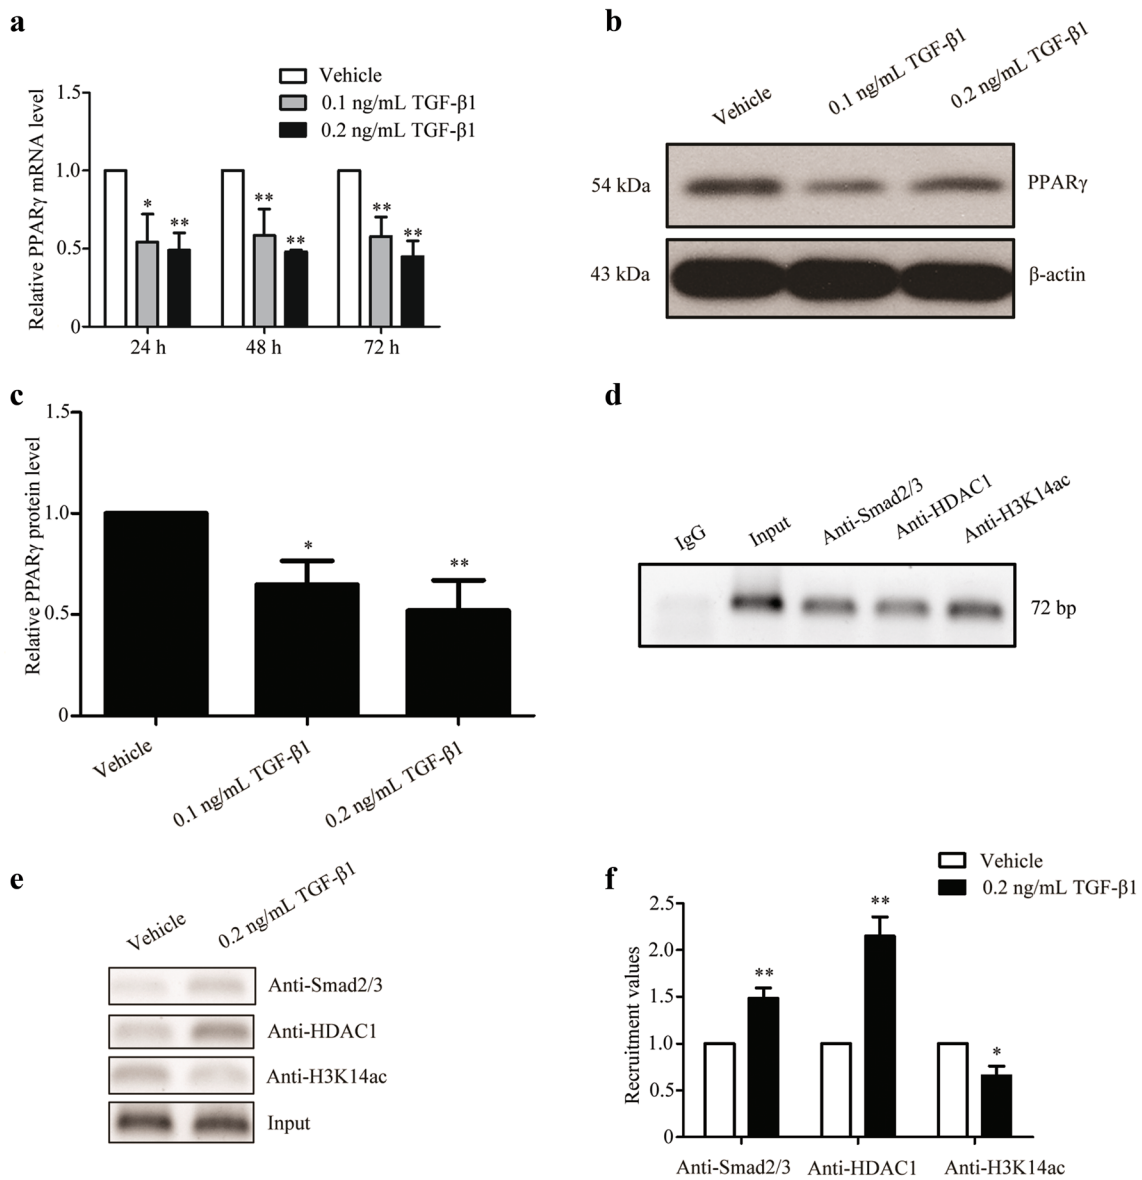 a
Vehicle
0.1 ng/mL TGF-β1
0.2 ng/mL TGF-β1
Relative PPARγ mRNA level
1.5
1.0
0.5
0
*
**
**
**
**
**
24 h
48 h
72 h
b
Vehicle
0.1 ng/mL TGF-β1
0.2 ng/mL TGF-β1
54 kDa
PPARγ
43 kDa
β-actin
c
Relative PPARγ protein level
1.5
1.0
0.5
0
*
**
Vehicle
0.1 ng/mL TGF-β1
0.2 ng/mL TGF-β1
d
IgG
Input
Anti-Smad2/3
Anti-HDAC1
Anti-H3K14ac
72 bp
e
Vehicle
0.2 ng/mL TGF-β1
Anti-Smad2/3
Anti-HDAC1
Anti-H3K14ac
Input
f
Vehicle
0.2 ng/mL TGF-β1
Recruitment values
2.5
2.0
1.5
1.0
0.5
0
**
**
*
Anti-Smad2/3
Anti-HDAC1
Anti-H3K14ac